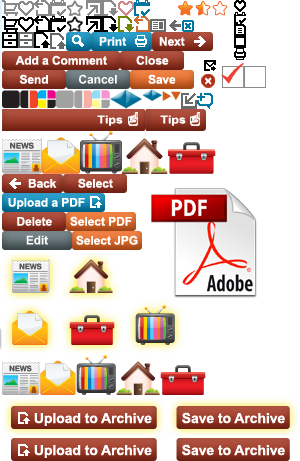 Print Next
Add a Comment Close
Send Cancel Save
Tips Tips
NEWS
Back Select
Upload a PDF
Delete Select PDF
Edit Select JPG
PDF
Adobe
NEWS
NEWS
Upload to Archive Save to Archive
Upload to Archive Save to Archive